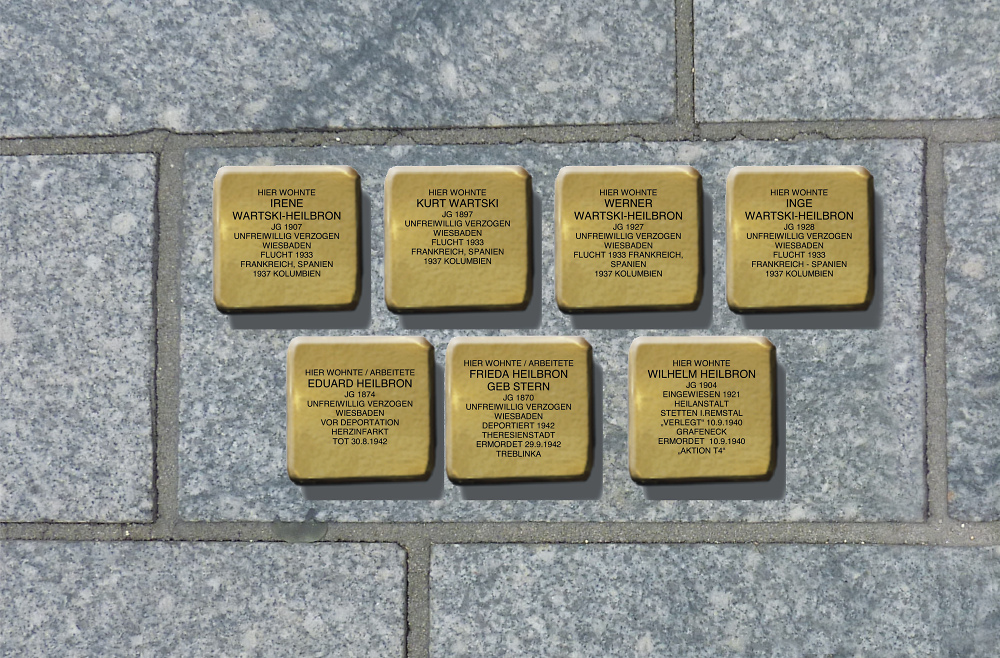 HIER WOHNTE
IRENE
WARTSKI-HEILBRON
JG 1907
UNFREIWILLIG VERZOGEN
WIESBADEN
FLUCHT 1933
FRANKREICH, SPANIEN
1937 KOLUMBIEN
HIER WOHNTE
KURT WARTSKI
JG 1897
UNFREIWILLIG VERZOGEN
WIESBADEN
FLUCHT 1933
FRANKREICH, SPANIEN
1937 KOLUMBIEN
HIER WOHNTE
WERNER
WARTSKI-HEILBRON
JG 1927
UNFREIWILLIG VERZOGEN
WIESBADEN
FLUCHT 1933 FRANKREICH,
SPANIEN
1937 KOLUMBIEN
HIER WOHNTE
INGE
WARTSKI-HEILBRON
JG 1928
UNFREIWILLIG VERZOGEN
WIESBADEN
FLUCHT 1933
FRANKREICH - SPANIEN
1937 KOLUMBIEN
HIER WOHNTE / ARBEITETE
EDUARD HEILBRON
JG 1874
UNFREIWILLIG VERZOGEN
WIESBADEN
VOR DEPORTATION
HERZINFARKT
TOT 30.8.1942
HIER WOHNTE / ARBEITETE
FRIEDA HEILBRON
GEB STERN
JG 1870
UNFREIWILLIG VERZOGEN
WIESBADEN
DEPORTIERT 1942
THERESIENSTADT
ERMORDET 29.9.1942
TREBLINKA
HIER WOHNTE
WILHELM HEILBRON
JG 1904
EINGEWIESEN 1921
HEILANSTALT
STETTEN I.REMSTAL
„VERLEGT“ 10.9.1940
GRAFENECK
ERMORDET 10.9.1940
„AKTION T4“